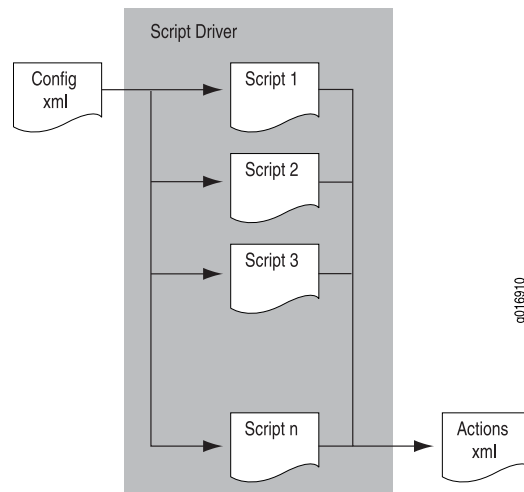 Script Driver
Config
xml
Script 1
Script 2
Script 3
Script n
Actions
xml
g016910